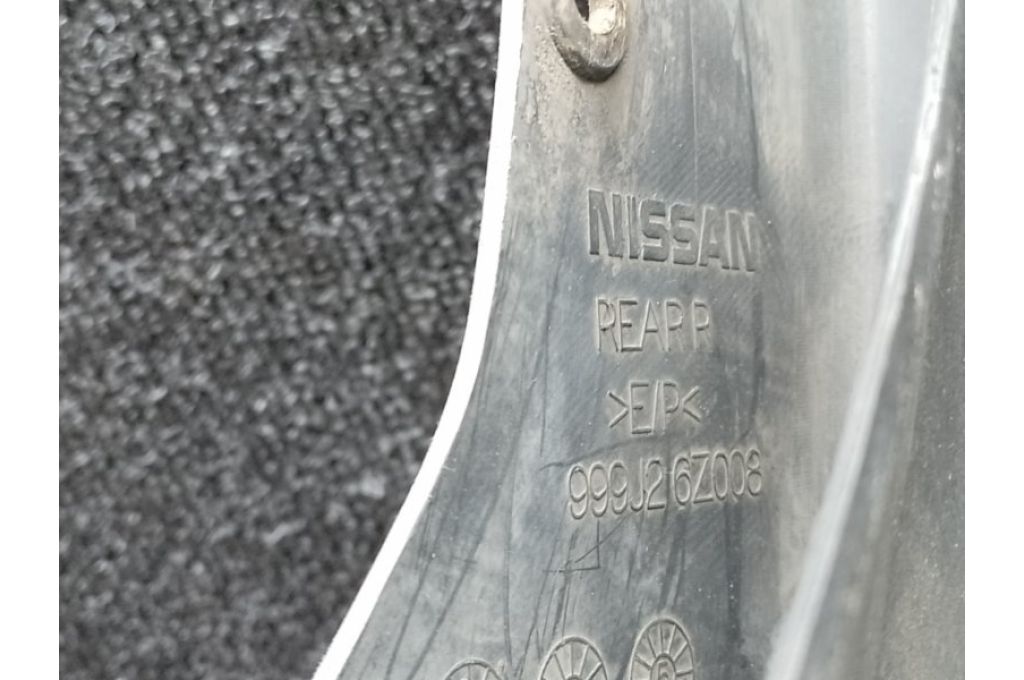 NISSAN
REAR R
>E/P<
999J2 6Z008